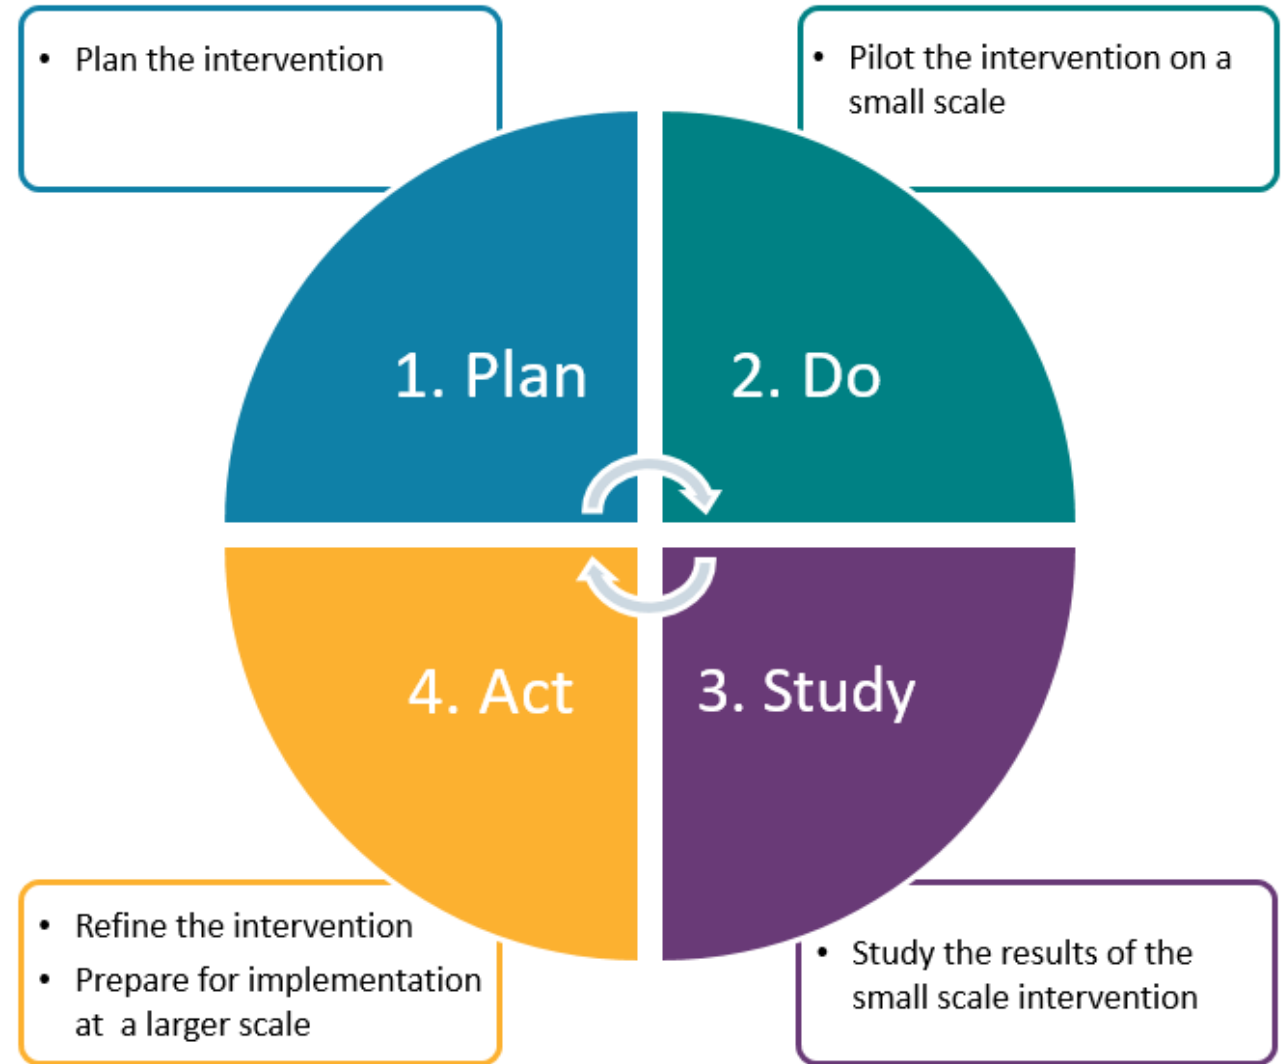 • Plan the intervention
• Pilot the intervention on a
small scale
1. Plan
2. Do
4. Act
3. Study
• Refine the intervention
• Prepare for implementation
at  a larger scale
• Study the results of the
small scale intervention